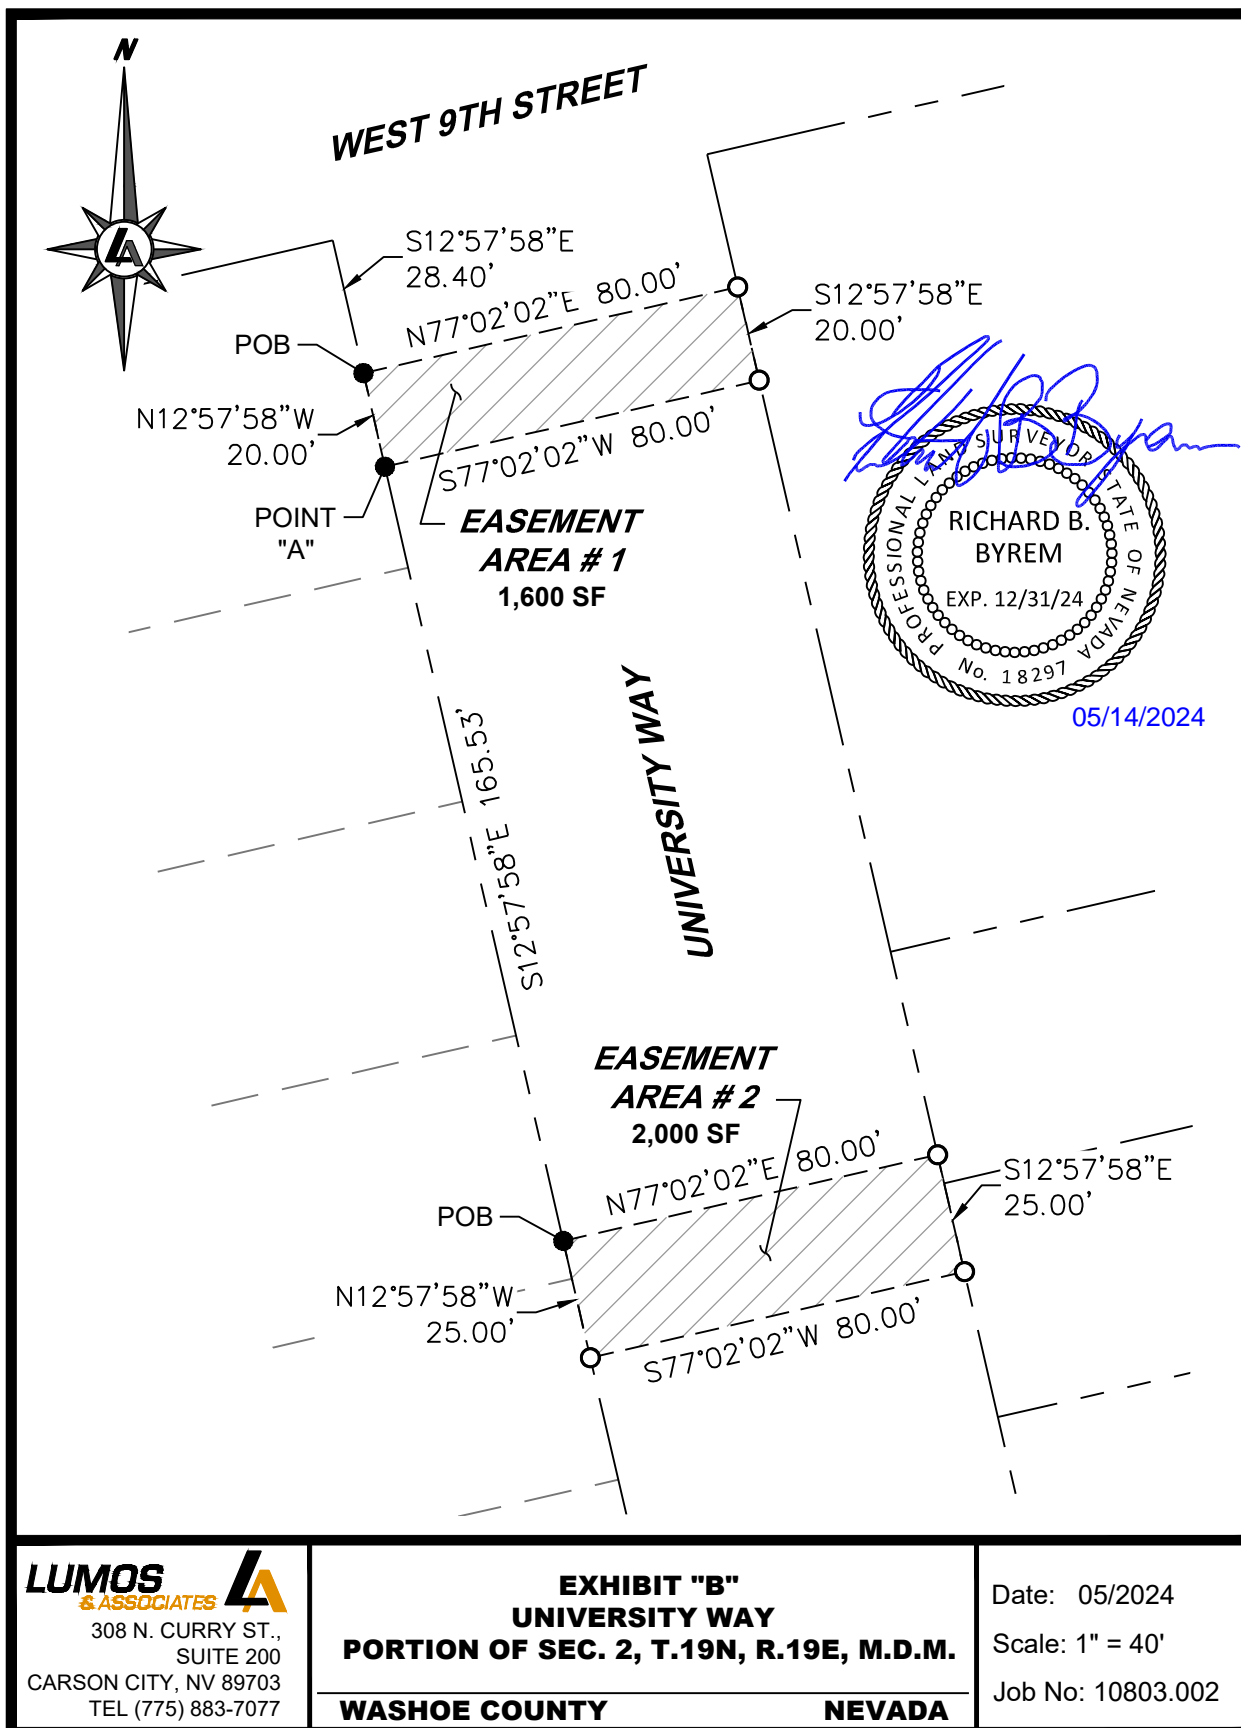 N
WEST 9TH STREET
LA
S12°57'58"E
28.40'
N77°02'02"E 80.00'
S12°57'58"E
20.00'
POB
N12°57'58"W
20.00'
S77°02'02"W 80.00'
POINT
"A"
EASEMENT
AREA # 1
1,600 SF
PROFESSIONAL LAND SURVEYOR STATE OF NEVADA
RICHARD B.
BYREM
EXP. 12/31/24
No. 18297
05/14/2024
UNIVERSITY WAY
S12°57'58"E 165.53'
EASEMENT
AREA # 2
2,000 SF
N77°02'02"E 80.00'
S12°57'58"E
25.00'
POB
N12°57'58"W
25.00'
S77°02'02"W 80.00'
LUMOS
& ASSOCIATES
LA
308 N. CURRY ST.,
SUITE 200
CARSON CITY, NV 89703
TEL (775) 883-7077
EXHIBIT "B"
UNIVERSITY WAY
PORTION OF SEC. 2, T.19N, R.19E, M.D.M.
WASHOE COUNTY NEVADA
Date: 05/2024
Scale: 1" = 40'
Job No: 10803.002